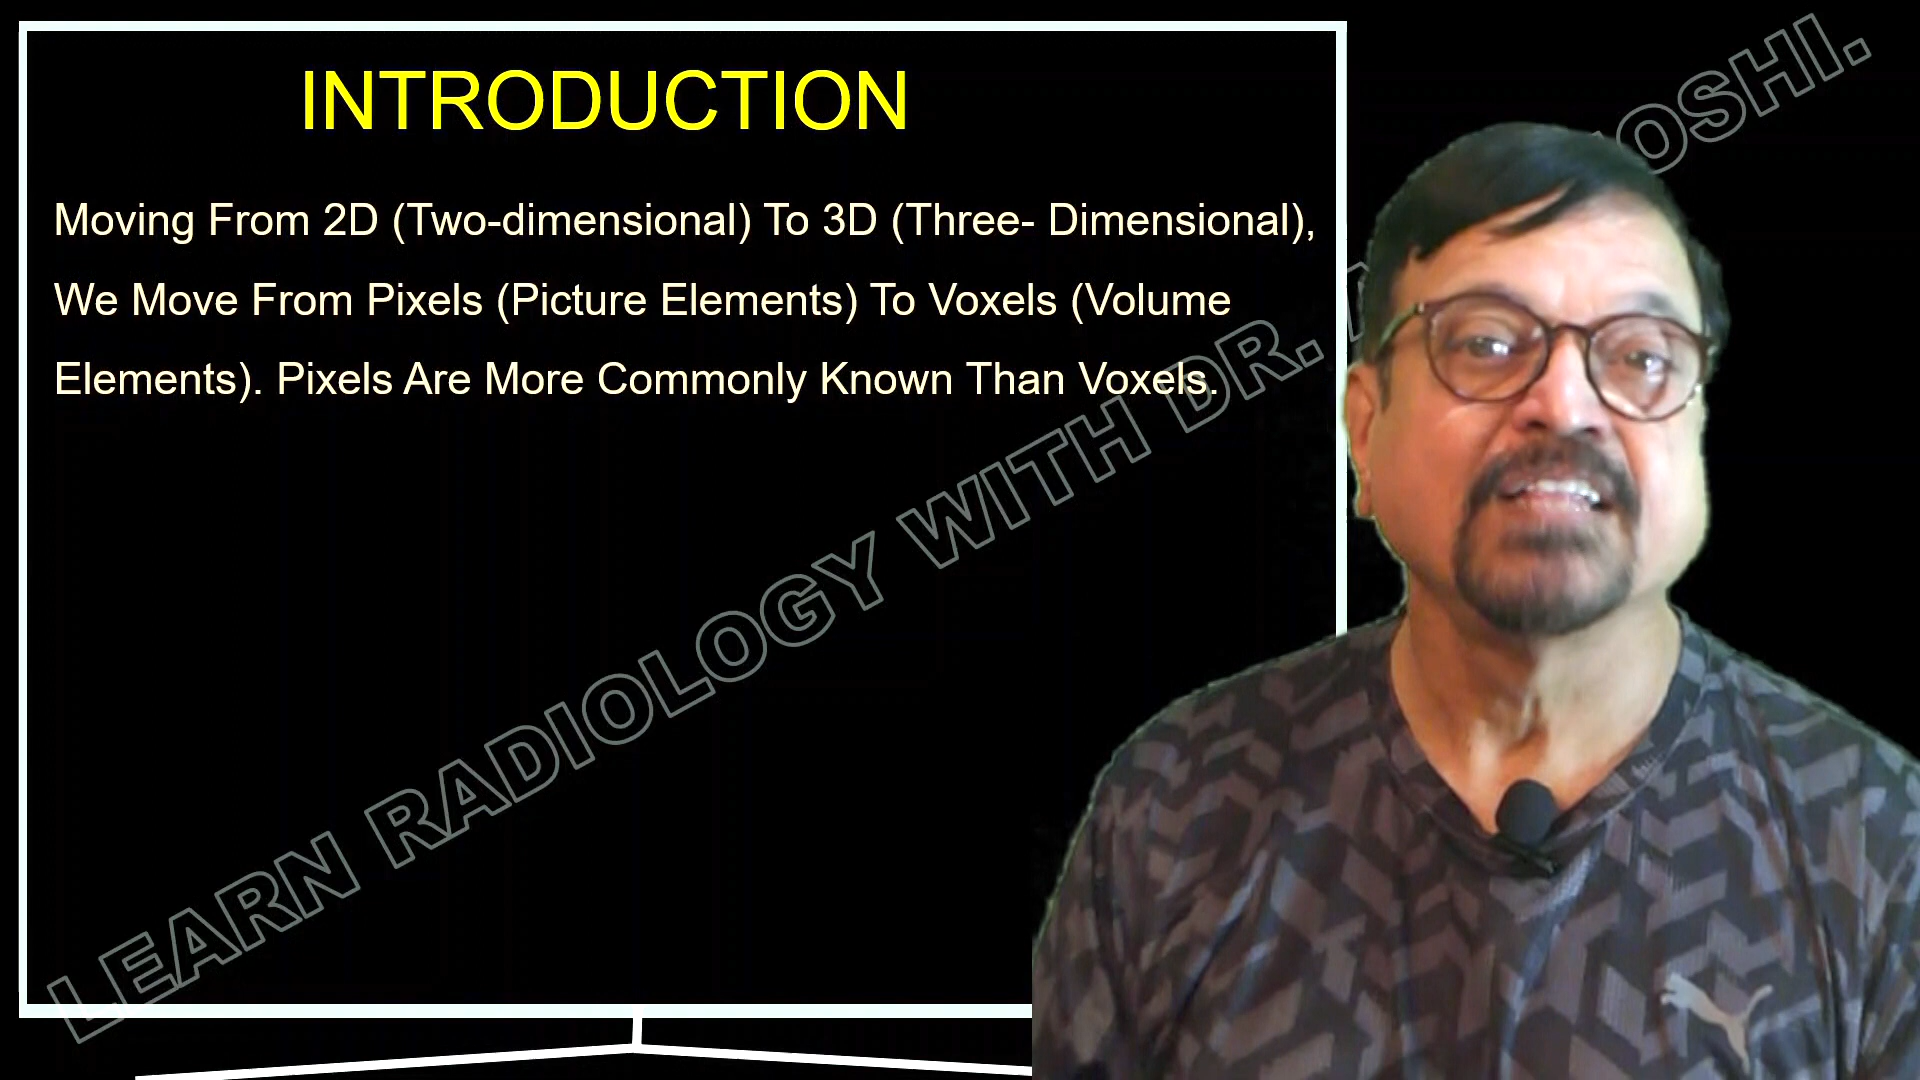 INTRODUCTION
Moving From 2D (Two-dimensional) To 3D (Three- Dimensional),
We Move From Pixels (Picture Elements) To Voxels (Volume
Elements). Pixels Are More Commonly Known Than Voxels.
LEARN RADIOLOGY WITH DR.